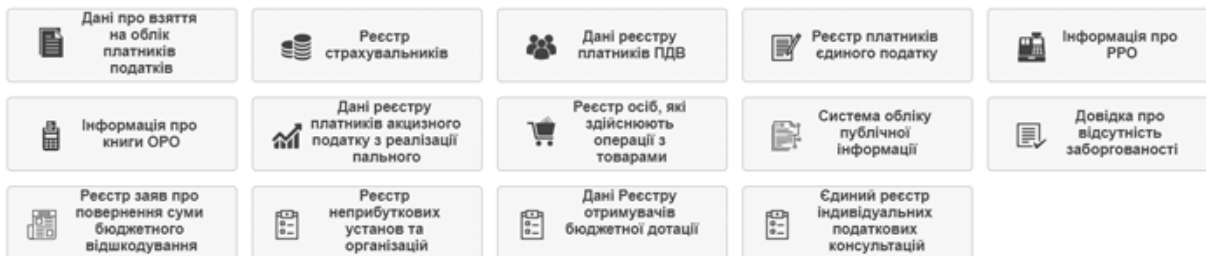 Дані про взяття
на облік
платників
податків
Реєстр
страхувальників
Дані реєстру
платників ПДВ
Реєстр платників
єдиного податку
Інформація про
РРО
Інформація про
книги ОРО
Дані реєстру
платників акцизного
податку з реалізації
пального
Реєстр осіб, які
здійснюють
операції з
товарами
Система обліку
публічної
інформації
Довідка про
відсутність
заборгованості
Реєстр заяв про
повернення суми
бюджетного
відшкодування
Реєстр
неприбуткових
установ та
організацій
Дані Реєстру
отримувачів
бюджетної дотації
Єдиний реєстр
індивідуальних
податкових
консультацій